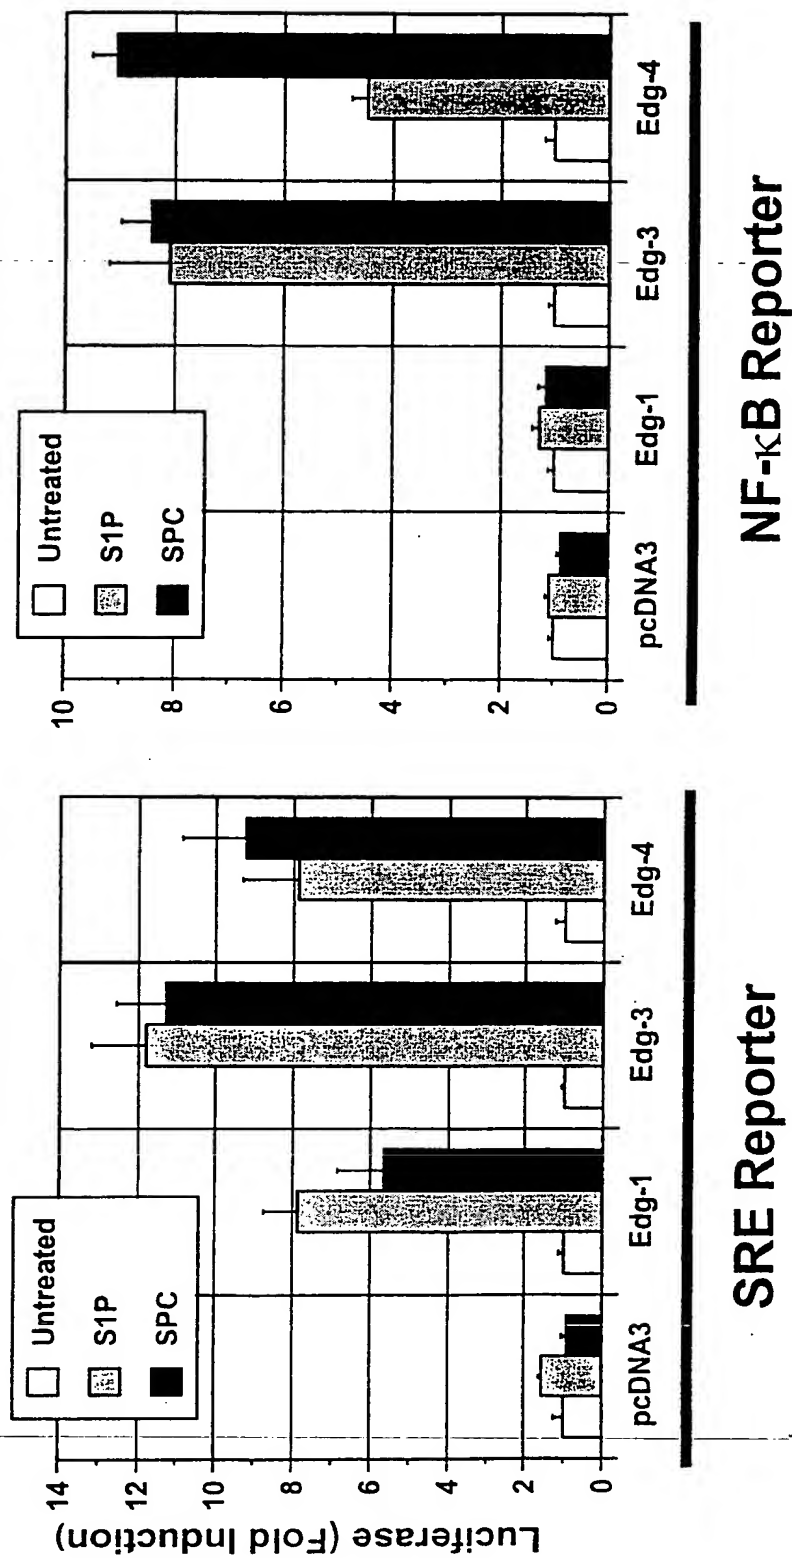 Luciferase (Fold Induction)
14
12
10
8
6
4
2
0
Untreated
S1P
SPC
pcDNA3
Edg-1
Edg-3
Edg-4
SRE Reporter
10
8
6
4
2
0
Untreated
S1P
SPC
pcDNA3
Edg-1
Edg-3
Edg-4
NF-κB Reporter